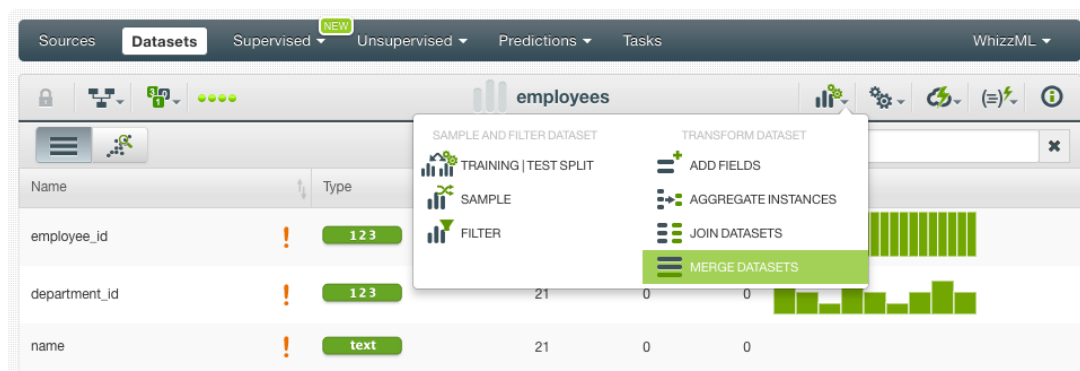 NEW
Sources Datasets Supervised Unsupervised Predictions Tasks WhizzML
employees
SAMPLE AND FILTER DATASET TRANSFORM DATASET
TRAINING | TEST SPLIT ADD FIELDS
Name Type
SAMPLE AGGREGATE INSTANCES
employee_id 123 FILTER JOIN DATASETS
MERGE DATASETS
department_id 123 21 0 0
name text 21 0 0